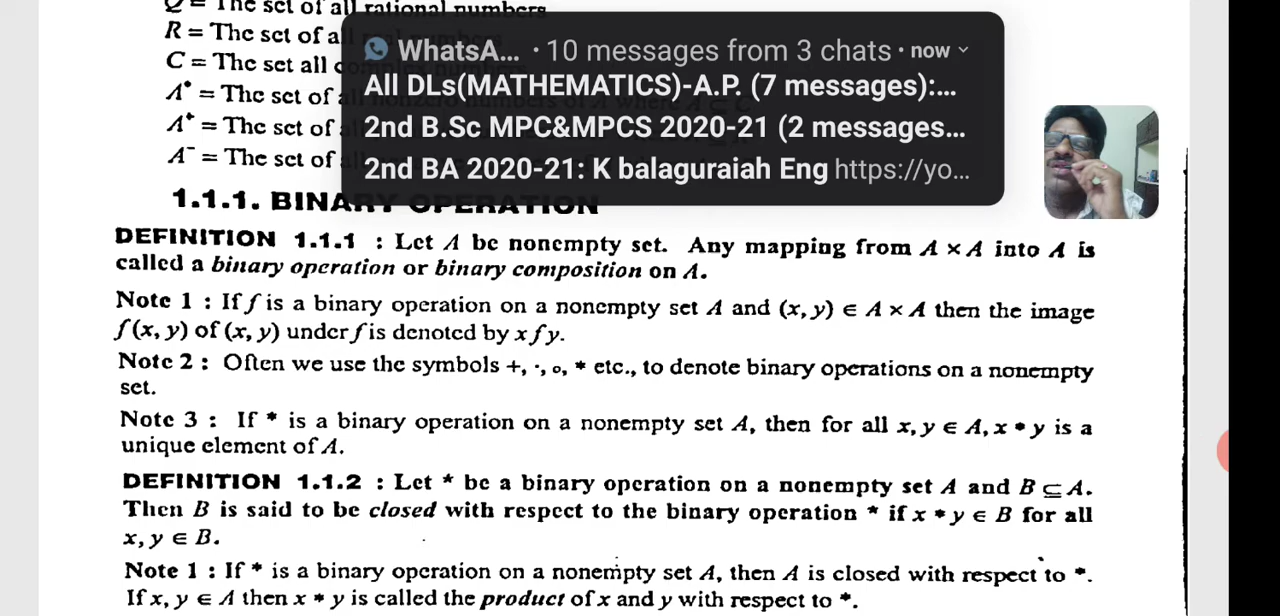 Q = The set of all rational numbers
R = The set of a
C = The set all c
A* = The set of
A⁺ = The set of
A⁻ = The set of
WhatsA... · 10 messages from 3 chats · now
All DLs(MATHEMATICS)-A.P. (7 messages):...
2nd B.Sc MPC&MPCS 2020-21 (2 messages...
2nd BA 2020-21: K balaguraiah Eng https://yo...
1.1.1. BINARY OPERATION
DEFINITION 1.1.1 : Let A be nonempty set. Any mapping from A × A into A is
called a binary operation or binary composition on A.
Note 1 : If f is a binary operation on a nonempty set A and (x, y) ∈ A × A then the image
f(x, y) of (x, y) under f is denoted by x f y.
Note 2 : Often we use the symbols +, ·, o, * etc., to denote binary operations on a nonempty
set.
Note 3 : If * is a binary operation on a nonempty set A, then for all x, y ∈ A, x * y is a
unique element of A.
DEFINITION 1.1.2 : Let * be a binary operation on a nonempty set A and B ⊆ A.
Then B is said to be closed with respect to the binary operation * if x * y ∈ B for all
x, y ∈ B.
Note 1 : If * is a binary operation on a nonempty set A, then A is closed with respect to *.
If x, y ∈ A then x * y is called the product of x and y with respect to *.